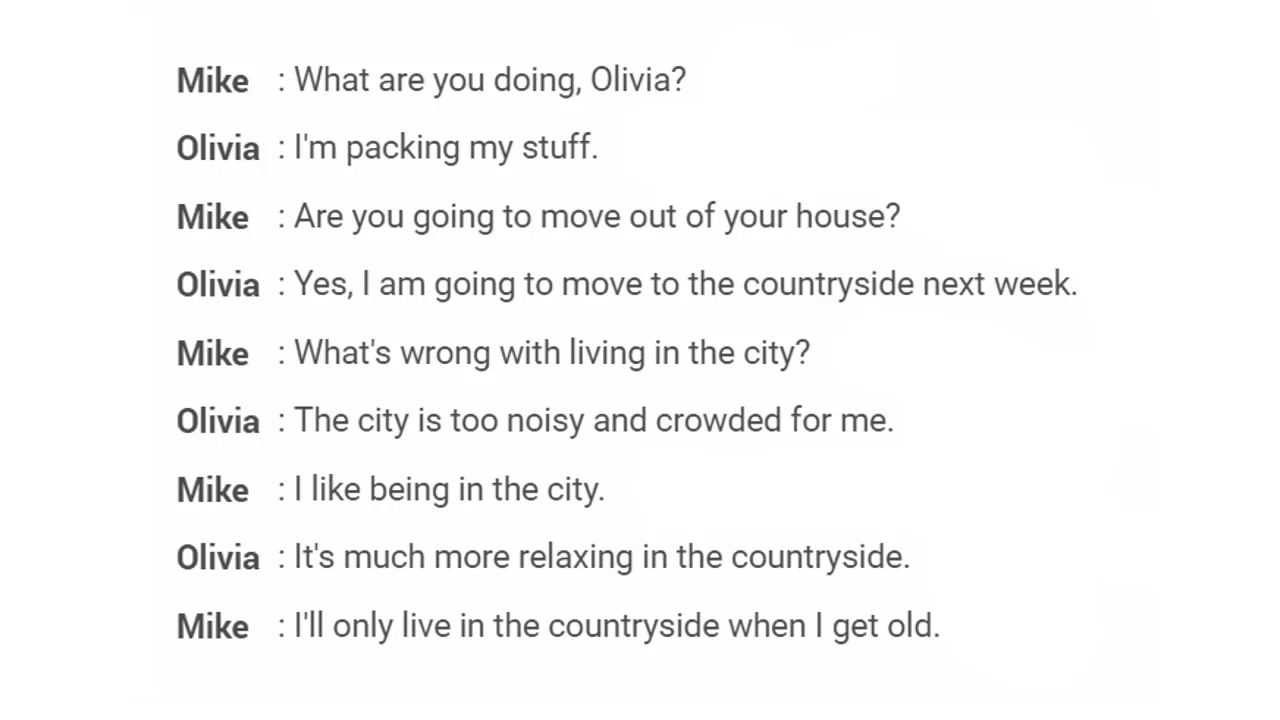 Mike : What are you doing, Olivia?
Olivia : I'm packing my stuff.
Mike : Are you going to move out of your house?
Olivia : Yes, I am going to move to the countryside next week.
Mike : What's wrong with living in the city?
Olivia : The city is too noisy and crowded for me.
Mike : I like being in the city.
Olivia : It's much more relaxing in the countryside.
Mike : I'll only live in the countryside when I get old.